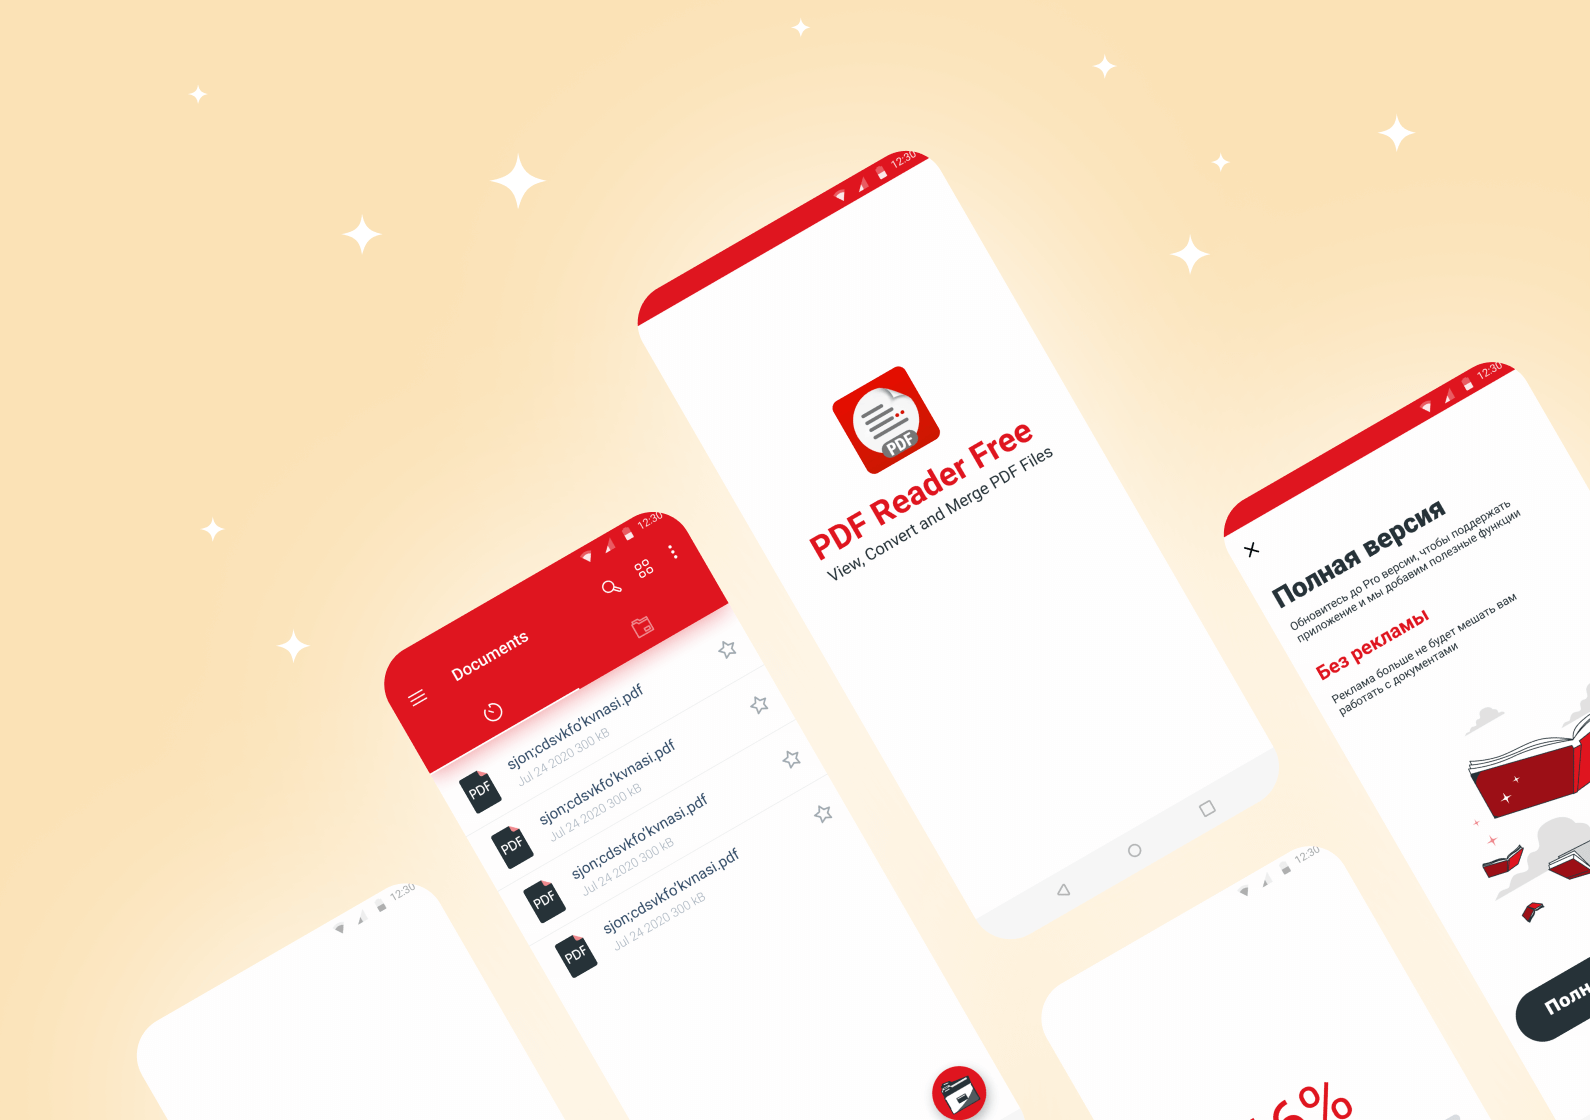 12:30
PDF
PDF Reader Free
View, Convert and Merge PDF Files
12:30
Documents
sjon;cdsvkfo'kvnasi.pdf
Jul 24 2020 300 kB
PDF
sjon;cdsvkfo'kvnasi.pdf
Jul 24 2020 300 kB
PDF
sjon;cdsvkfo'kvnasi.pdf
Jul 24 2020 300 kB
PDF
sjon;cdsvkfo'kvnasi.pdf
Jul 24 2020 300 kB
PDF
12:30
12:30
Полная версия
Обновитесь до Pro версии, чтобы поддержать
приложение и мы добавим полезные функции
Без рекламы
Реклама больше не будет мешать вам
работать с документами
12:30
6%